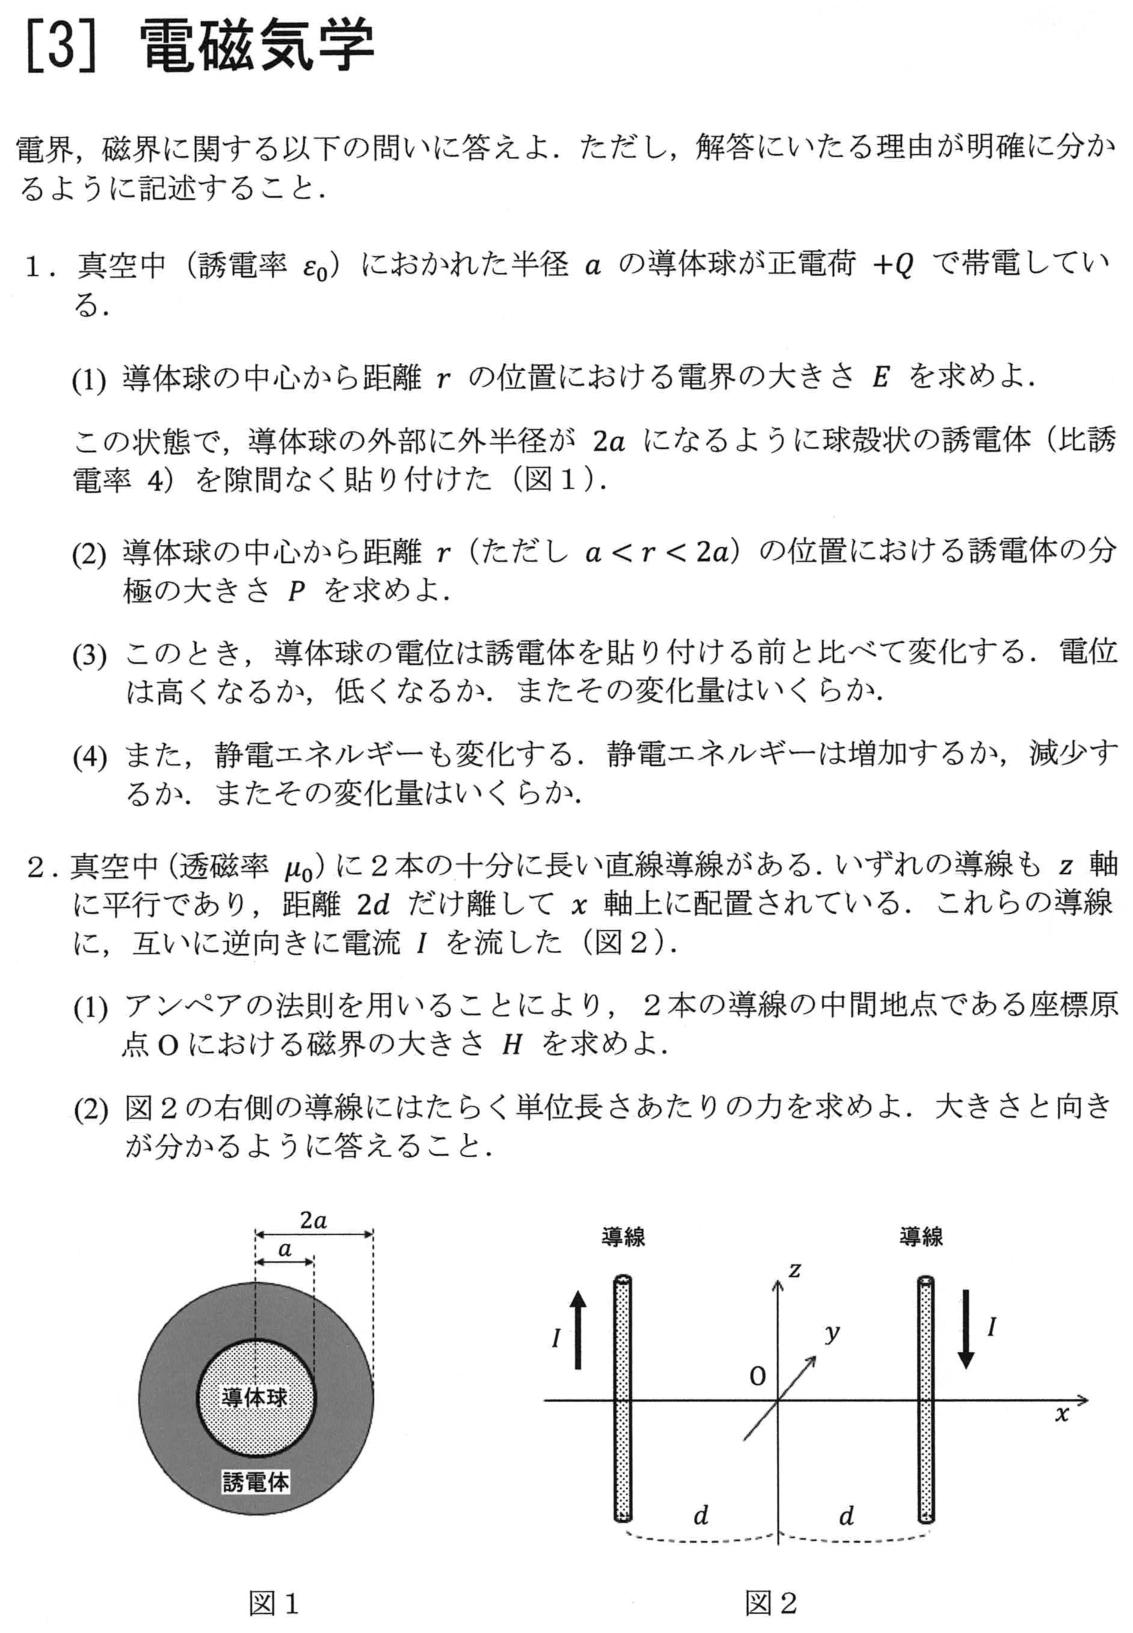 [3] 電磁気学
電界，磁界に関する以下の問いに答えよ．ただし，解答にいたる理由が明確に分か
るように記述すること．
１．真空中（誘電率 ε₀）におかれた半径 a の導体球が正電荷 +Q で帯電してい
る．
(1) 導体球の中心から距離 r の位置における電界の大きさ E を求めよ．
この状態で，導体球の外部に外半径が 2a になるように球殻状の誘電体（比誘
電率 4）を隙間なく貼り付けた（図１）．
(2) 導体球の中心から距離 r（ただし a < r < 2a）の位置における誘電体の分
極の大きさ P を求めよ．
(3) このとき，導体球の電位は誘電体を貼り付ける前と比べて変化する．電位
は高くなるか，低くなるか．またその変化量はいくらか．
(4) また，静電エネルギーも変化する．静電エネルギーは増加するか，減少す
るか．またその変化量はいくらか．
２．真空中（透磁率 μ₀）に２本の十分に長い直線導線がある．いずれの導線も z 軸
に平行であり，距離 2d だけ離して x 軸上に配置されている．これらの導線
に，互いに逆向きに電流 I を流した（図２）．
(1) アンペアの法則を用いることにより，２本の導線の中間地点である座標原
点 O における磁界の大きさ H を求めよ．
(2) 図２の右側の導線にはたらく単位長さあたりの力を求めよ．大きさと向き
が分かるように答えること．
2a
a
導体球
誘電体
図１
導線
導線
z
y
I
I
O
x
d
d
図２